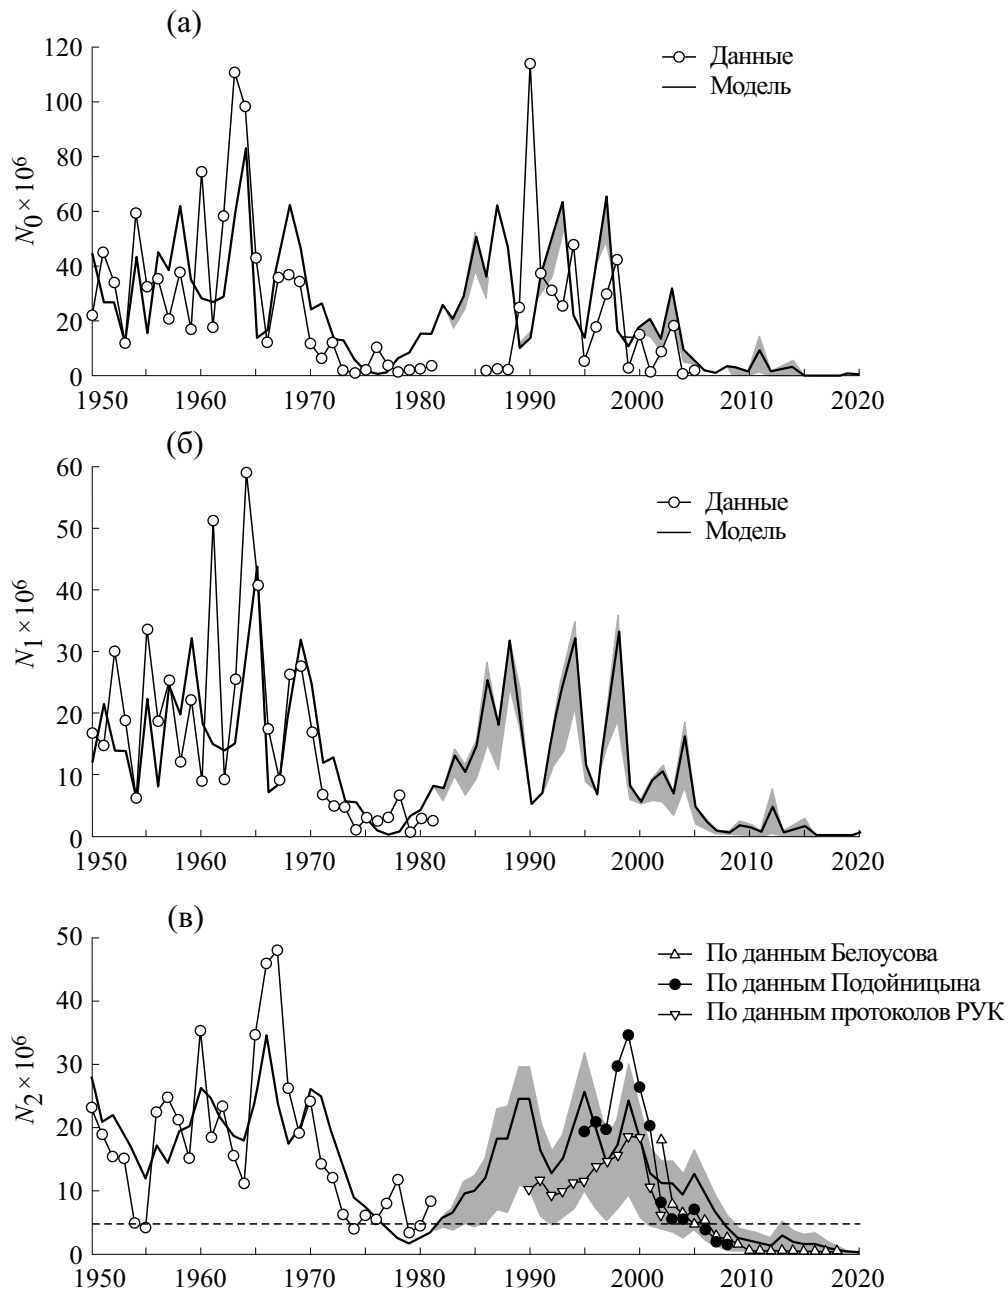 (а)
N0 × 10⁶
120
100
80
60
40
20
0
Данные
Модель
1950 1960 1970 1980 1990 2000 2010 2020
(б)
N1 × 10⁶
60
50
40
30
20
10
0
Данные
Модель
1950 1960 1970 1980 1990 2000 2010 2020
(в)
N2 × 10⁶
50
40
30
20
10
0
По данным Белоусова
По данным Подойницына
По данным протоколов РУК
1950 1960 1970 1980 1990 2000 2010 2020